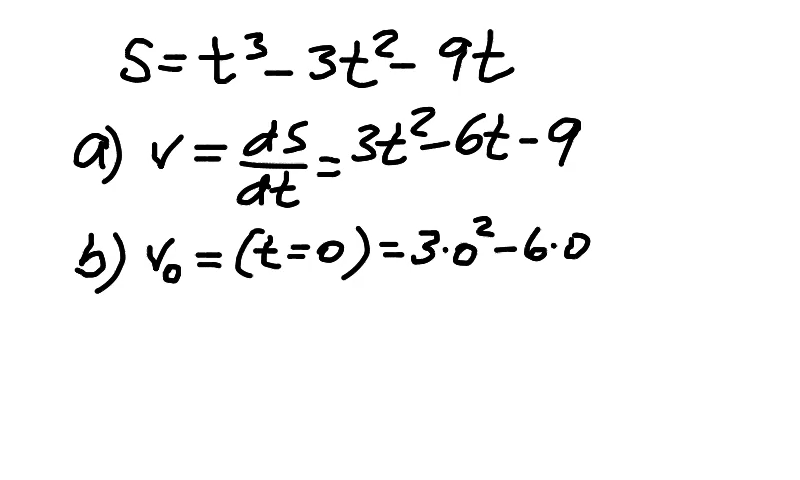 S = t³ - 3t² - 9t
a) v = dS/dt = 3t² - 6t - 9
b) v₀ = (t = 0) = 3·0² - 6·0